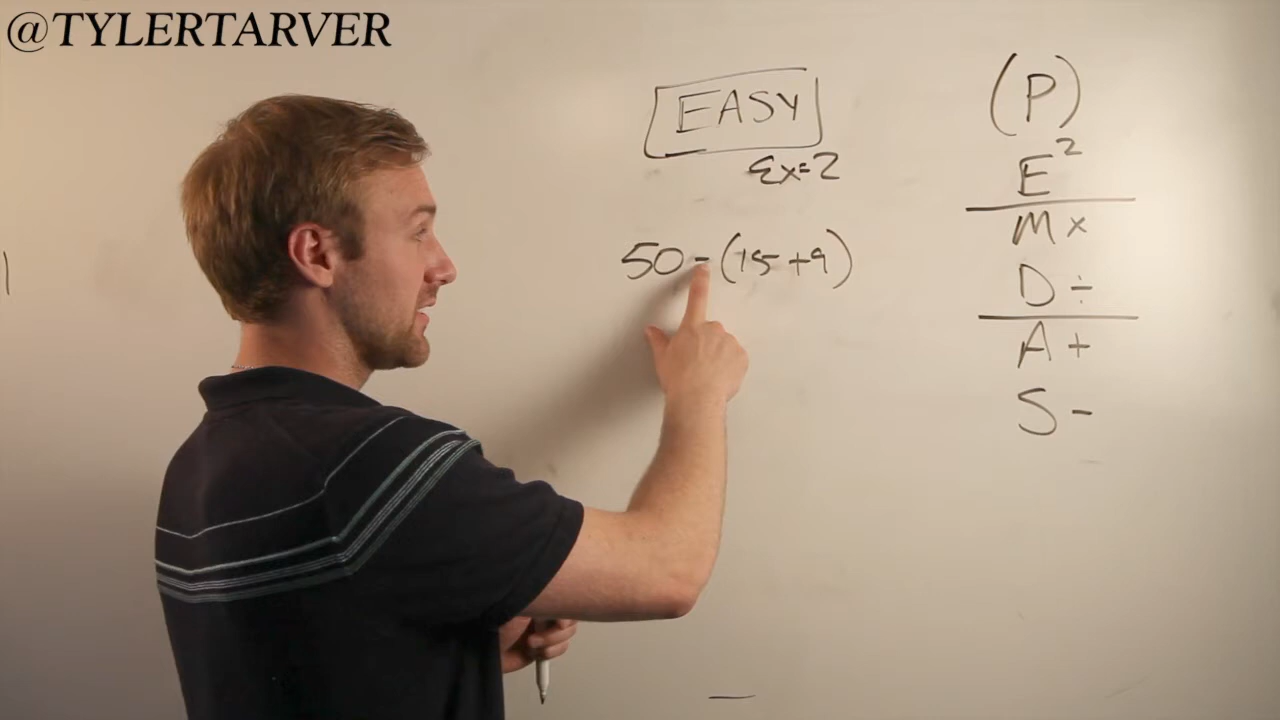 @TYLERTARVER
EASY
Ex=2
50-(15+9)
(P)
E²
M×
D÷
A+
S-